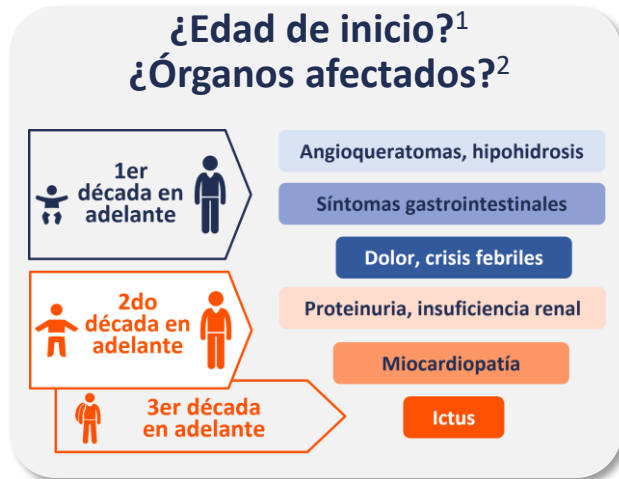 ¿Edad de inicio?¹
¿Órganos afectados?²
1er
década en
adelante
Angioqueratomas, hipohidrosis
Síntomas gastrointestinales
Dolor, crisis febriles
2do
década en
adelante
Proteinuria, insuficiencia renal
Miocardiopatía
3er década
en adelante
Ictus